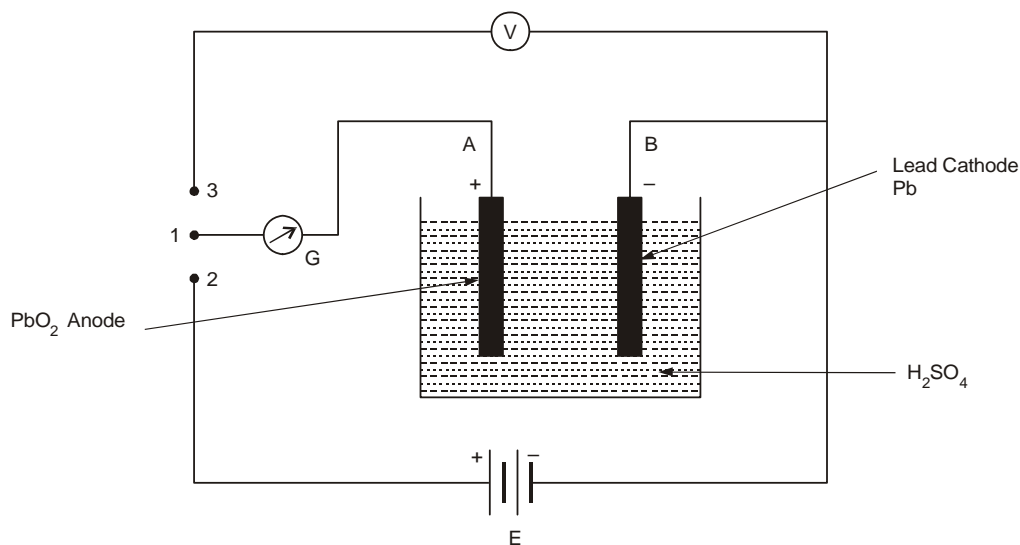 V
A
B
+
–
Lead Cathode
Pb
3
1
G
2
PbO2 Anode
H2SO4
+
–
E